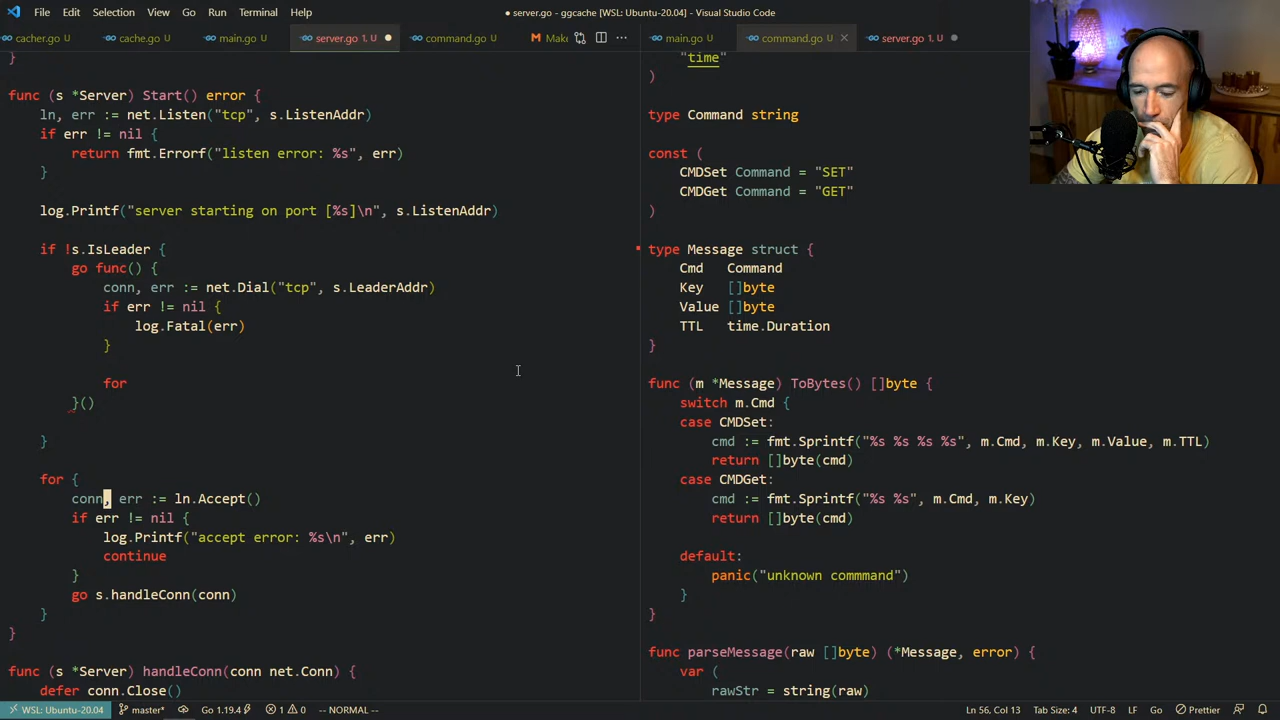 File Edit Selection View Go Run Terminal Help
● server.go - ggcache [WSL: Ubuntu-20.04] - Visual Studio Code
cacher.go U cache.go U main.go U server.go 1, U command.go U Make main.go U command.go U server.go 1, U
}
func (s *Server) Start() error {
ln, err := net.Listen("tcp", s.ListenAddr)
if err != nil {
return fmt.Errorf("listen error: %s", err)
}
log.Printf("server starting on port [%s]\n", s.ListenAddr)
if !s.IsLeader {
go func() {
conn, err := net.Dial("tcp", s.LeaderAddr)
if err != nil {
log.Fatal(err)
}
for
}()
}
for {
conn, err := ln.Accept()
if err != nil {
log.Printf("accept error: %s\n", err)
continue
}
go s.handleConn(conn)
}
}
func (s *Server) handleConn(conn net.Conn) {
defer conn.Close()
"time"
)
type Command string
const (
CMDSet Command = "SET"
CMDGet Command = "GET"
)
type Message struct {
Cmd Command
Key []byte
Value []byte
TTL time.Duration
}
func (m *Message) ToBytes() []byte {
switch m.Cmd {
case CMDSet:
cmd := fmt.Sprintf("%s %s %s %s", m.Cmd, m.Key, m.Value, m.TTL)
return []byte(cmd)
case CMDGet:
cmd := fmt.Sprintf("%s %s", m.Cmd, m.Key)
return []byte(cmd)
default:
panic("unknown commmand")
}
}
func parseMessage(raw []byte) (*Message, error) {
var (
rawStr = string(raw)
WSL: Ubuntu-20.04 master* Go 1.19.4 1 0 -- NORMAL -- Ln 56, Col 13 Tab Size: 4 UTF-8 LF Go Prettier